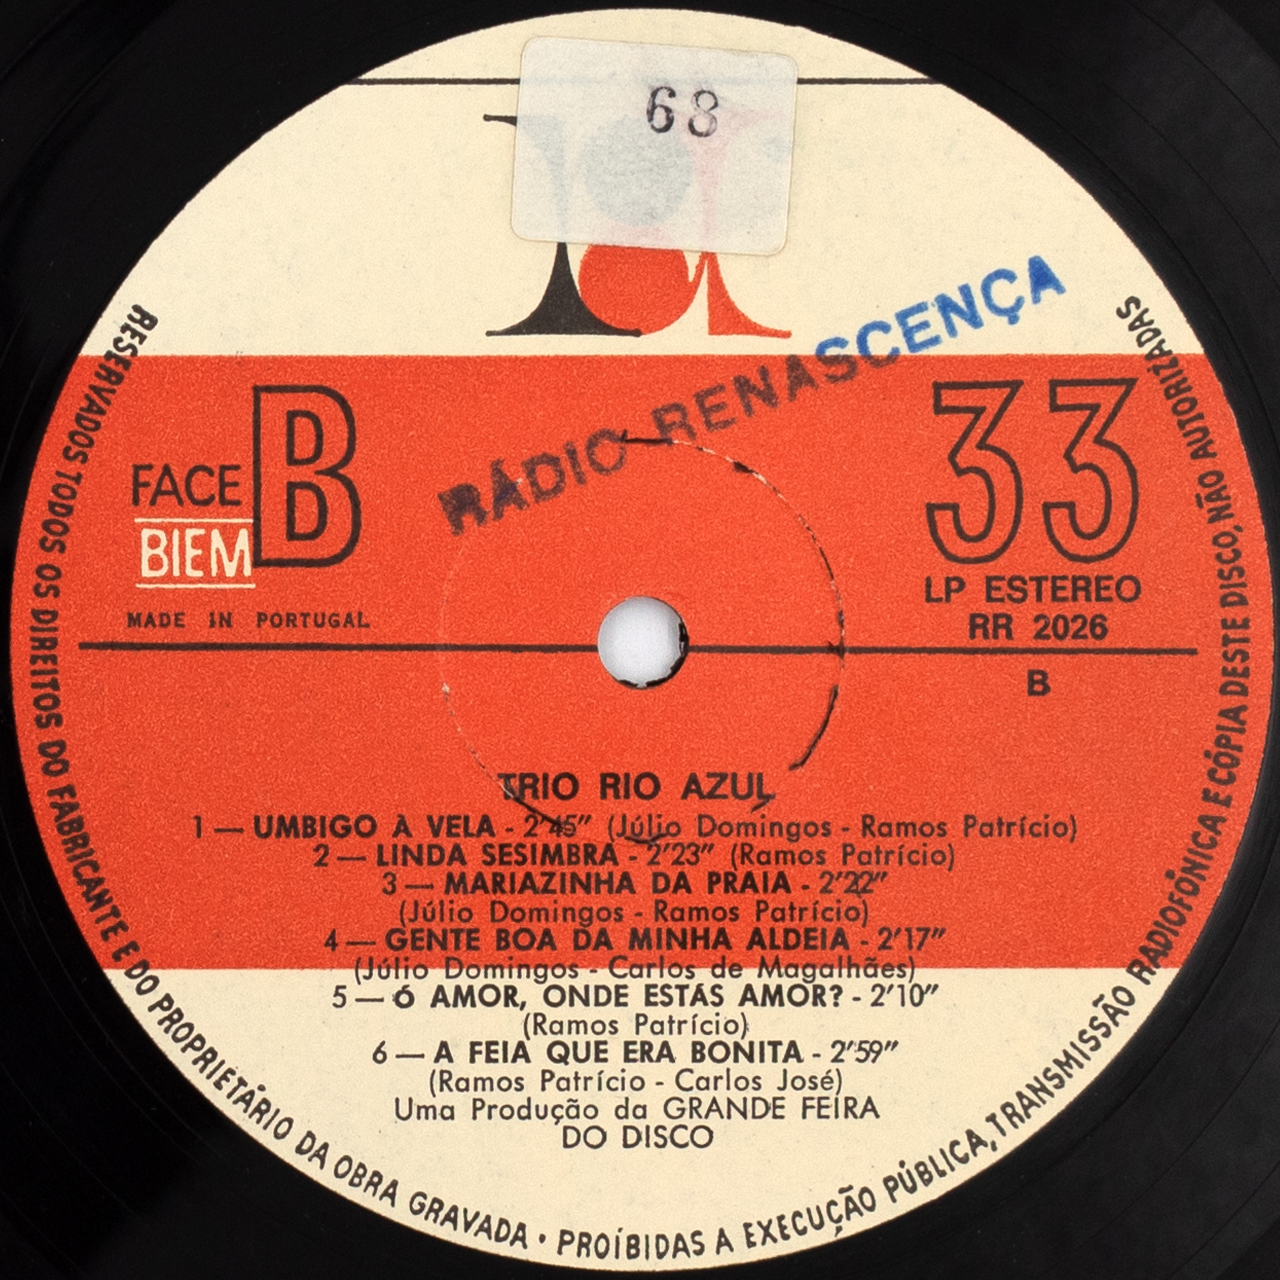 68
RÁDIO RENASCENÇA
FACE B
BIEM
MADE IN PORTUGAL
33
LP ESTEREO
RR 2026
B
TRIO RIO AZUL
1 — UMBIGO À VELA - 2'45" (Júlio Domingos - Ramos Patrício)
2 — LINDA SESIMBRA - 2'23" (Ramos Patrício)
3 — MARIAZINHA DA PRAIA - 2'22"
(Júlio Domingos - Ramos Patrício)
4 — GENTE BOA DA MINHA ALDEIA - 2'17"
(Júlio Domingos - Carlos de Magalhães)
5 — Ó AMOR, ONDE ESTÁS AMOR? - 2'10"
(Ramos Patrício)
6 — A FEIA QUE ERA BONITA - 2'59"
(Ramos Patrício - Carlos José)
Uma Produção da GRANDE FEIRA
DO DISCO
RESERVADOS TODOS OS DIREITOS DO FABRICANTE E DO PROPRIETÁRIO DA OBRA GRAVADA • PROÍBIDAS A EXECUÇÃO PÚBLICA, TRANSMISSÃO RADIOFÓNICA E CÓPIA DESTE DISCO, NÃO AUTORIZADAS